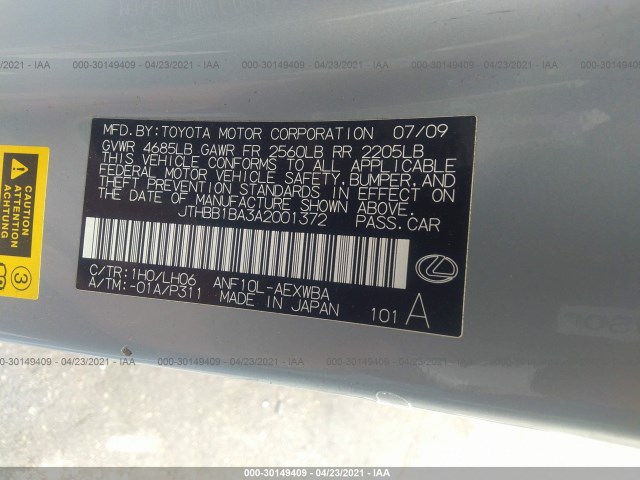 000-30149409 - 04/23/2021 - IAA
MFD. BY:TOYOTA MOTOR CORPORATION 07/09
GVWR 4685LB GAWR FR 2560LB RR 2205LB
THIS VEHICLE CONFORMS TO ALL APPLICABLE
FEDERAL MOTOR VEHICLE SAFETY,BUMPER,AND
THEFT PREVENTION STANDARDS IN EFFECT ON
THE DATE OF MANUFACTURE SHOWN ABOVE.
JTHBB1BA3A2001372 PASS.CAR
C/TR:1H0/LH06 ANF10L-AEXWBA
A/TM:-01A/P311 MADE IN JAPAN
101 A
CAUTION
ATTENTION
3
000-30149409 - 04/23/2021 - IAA